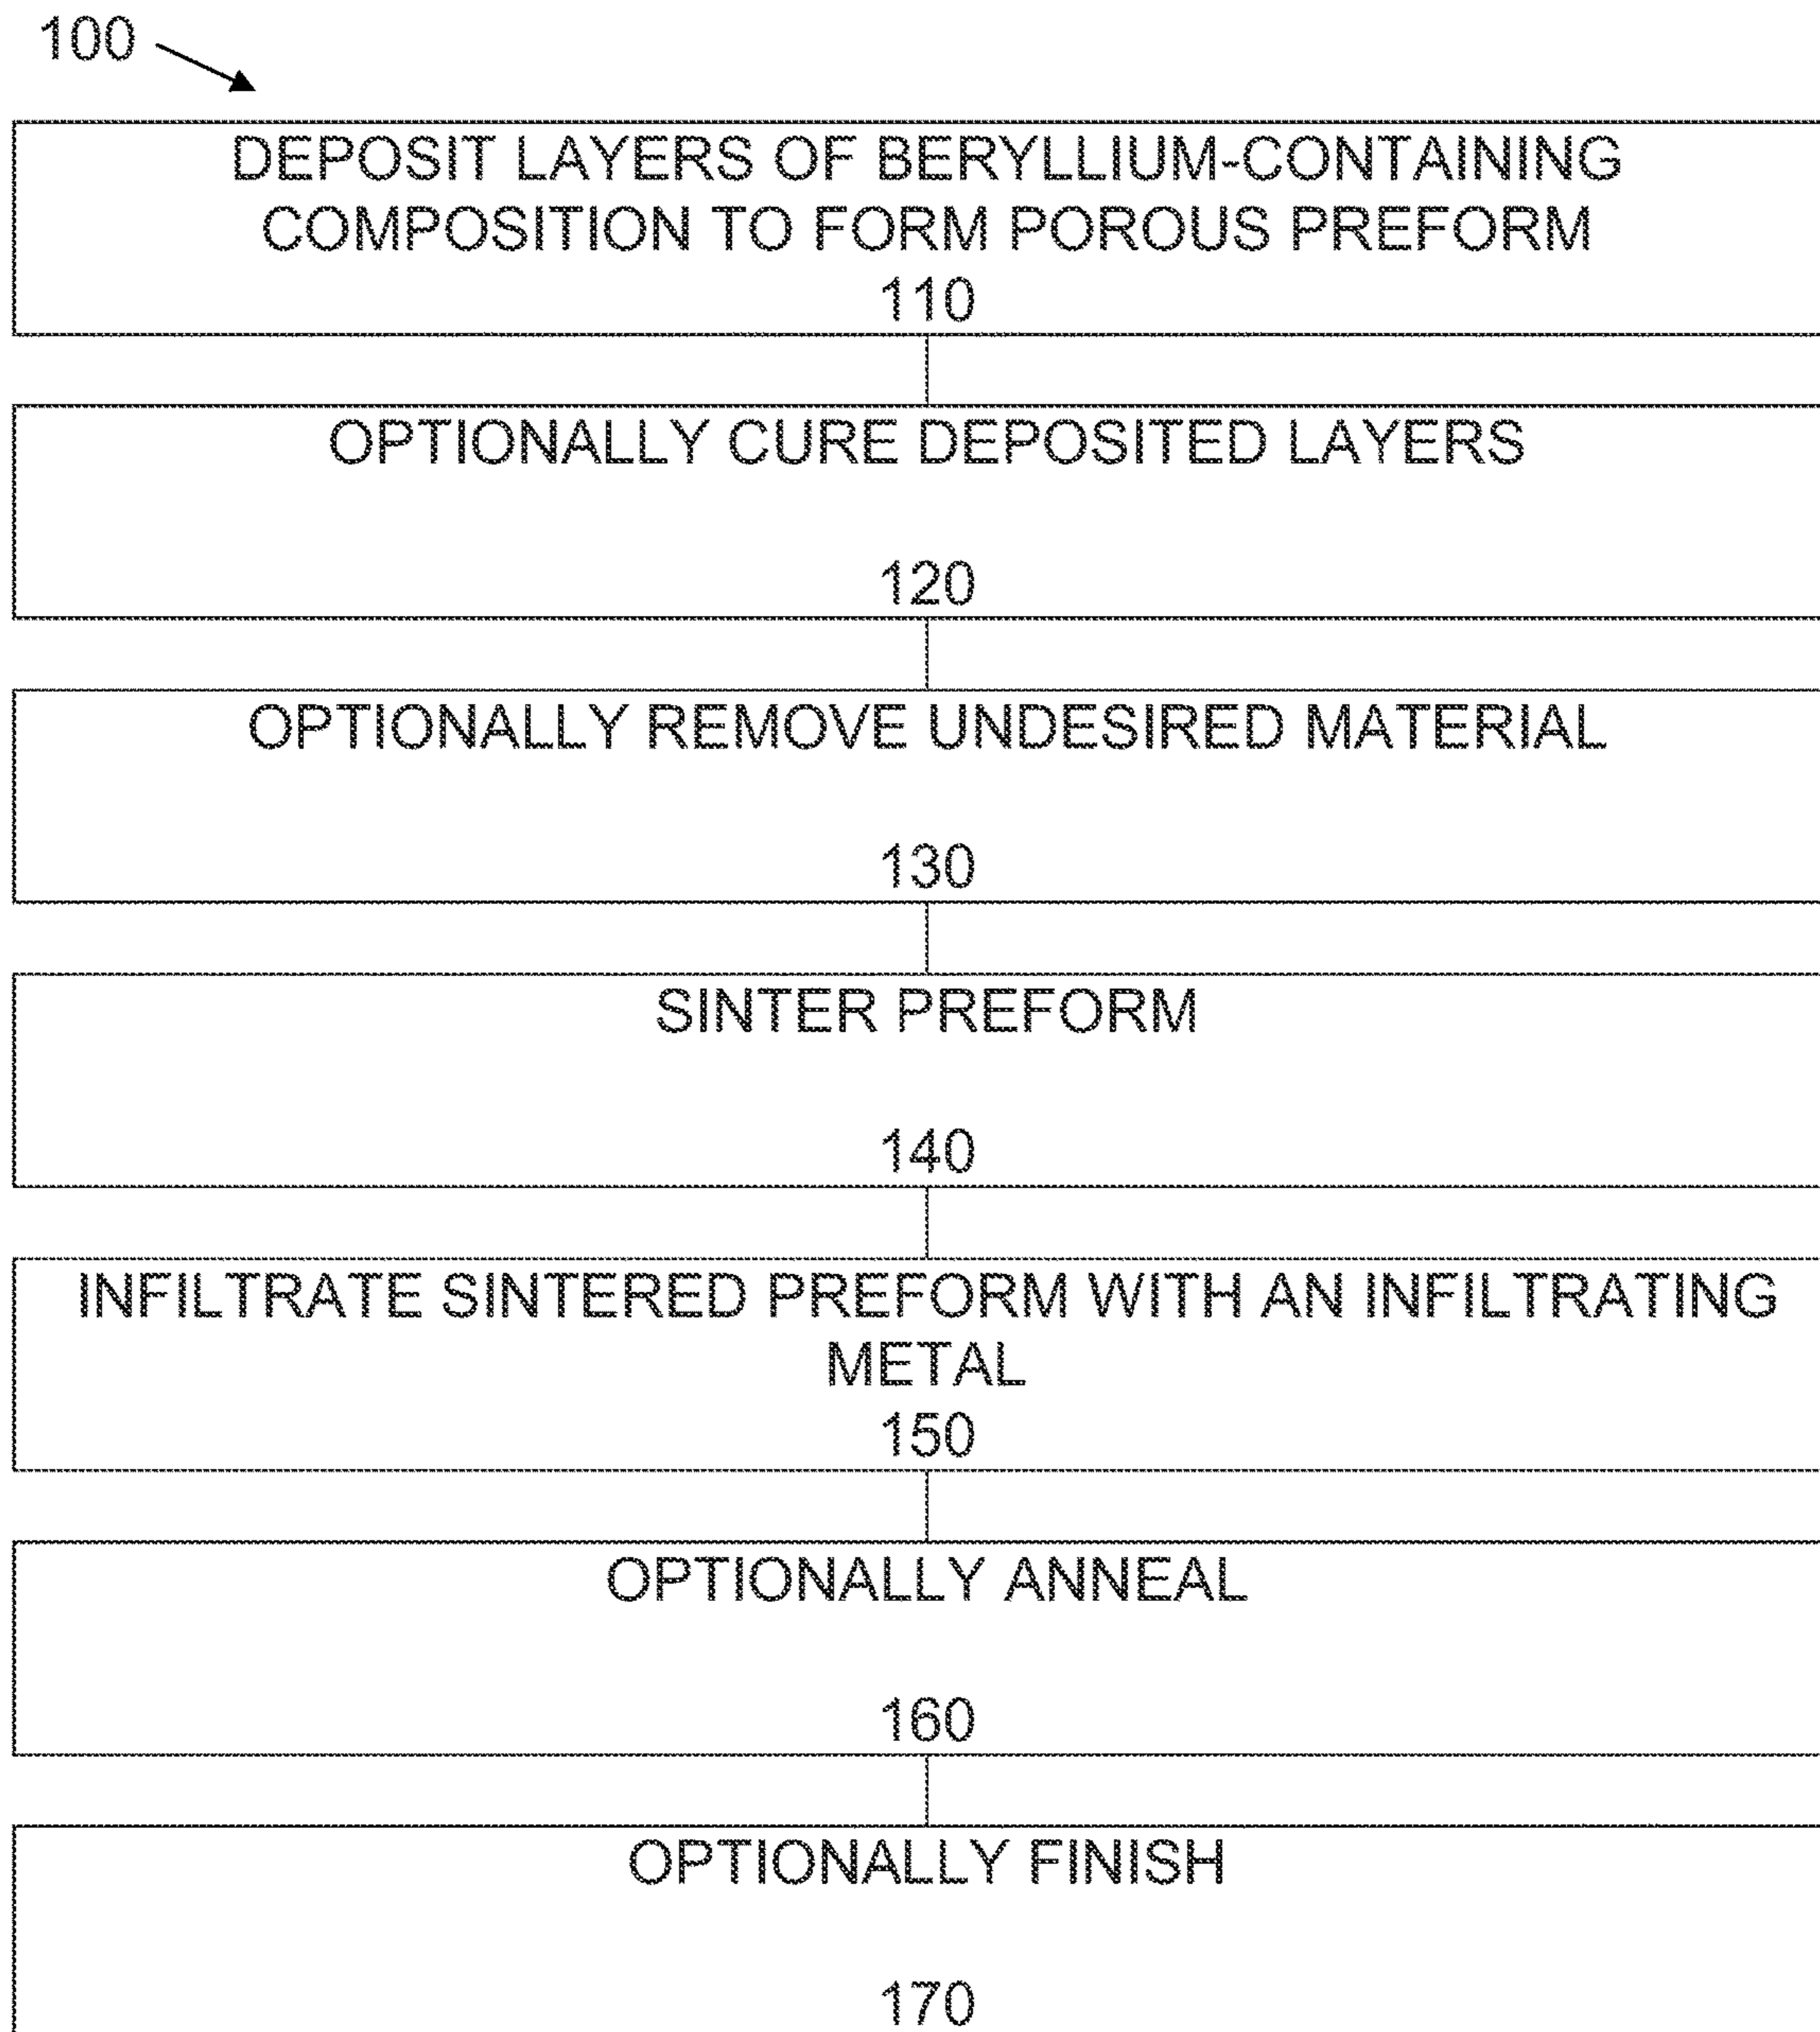 100
DEPOSIT LAYERS OF BERYLLIUM-CONTAINING
COMPOSITION TO FORM POROUS PREFORM
110
OPTIONALLY CURE DEPOSITED LAYERS
120
OPTIONALLY REMOVE UNDESIRED MATERIAL
130
SINTER PREFORM
140
INFILTRATE SINTERED PREFORM WITH AN INFILTRATING
METAL
150
OPTIONALLY ANNEAL
160
OPTIONALLY FINISH
170